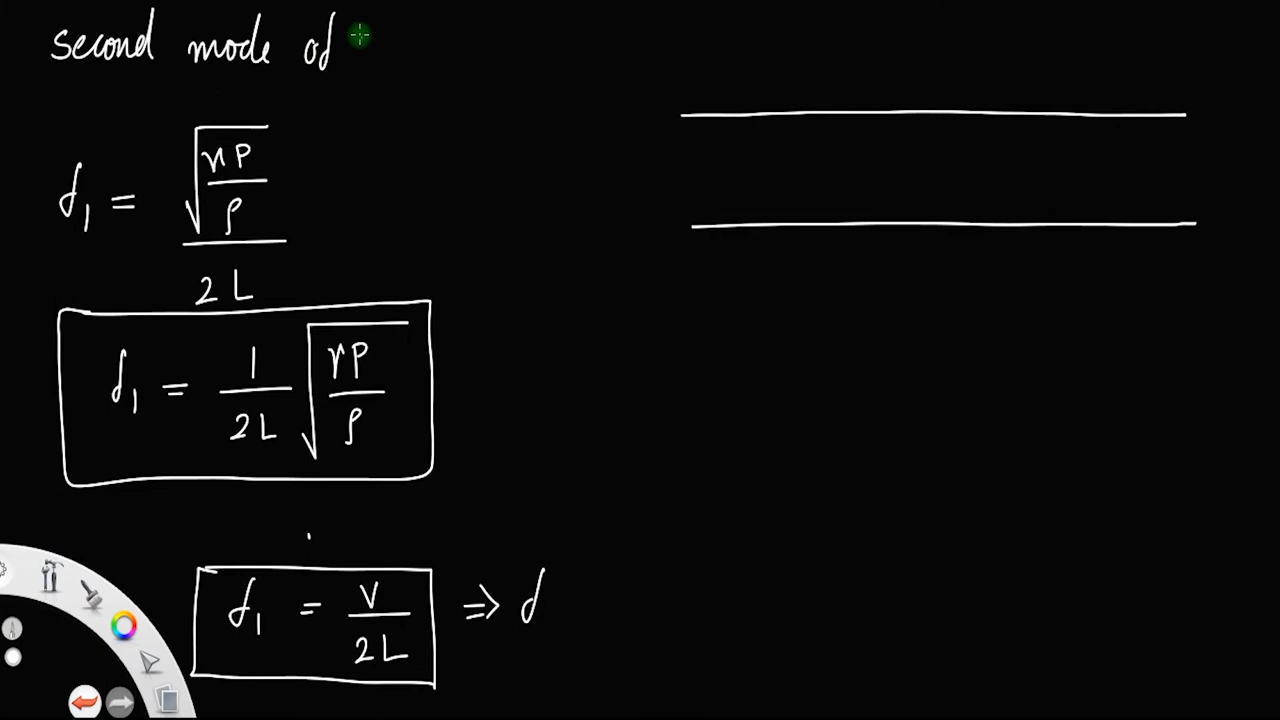 second mode of
f₁ = √(γP/ρ) / 2L
f₁ = 1/2L √(γP/ρ)
f₁ = v/2L ⇒ f